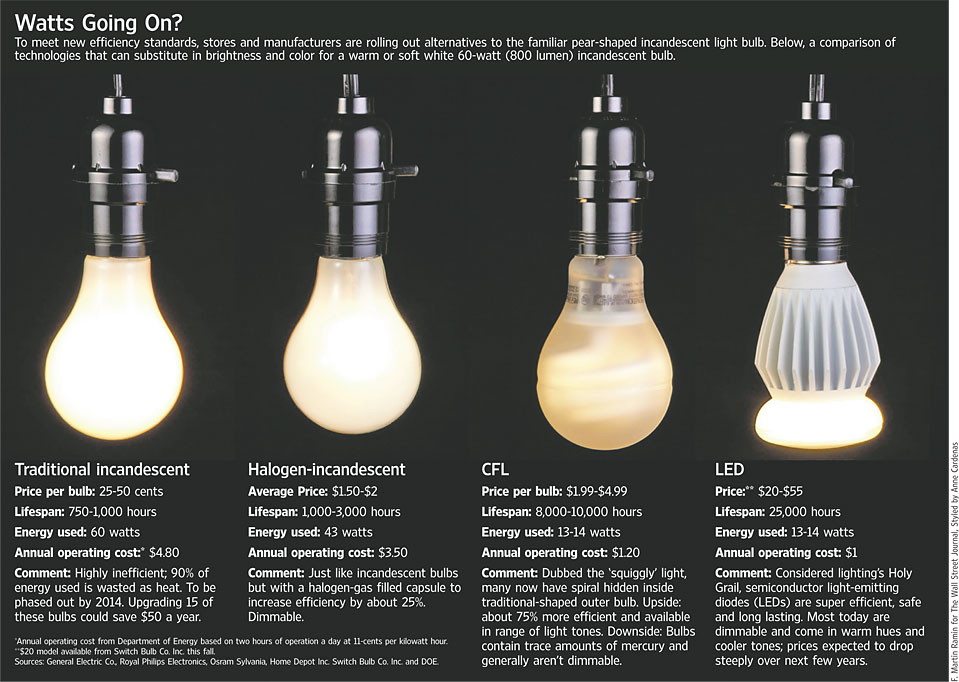 Watts Going On?
To meet new efficiency standards, stores and manufacturers are rolling out alternatives to the familiar pear-shaped incandescent light bulb. Below, a comparison of
technologies that can substitute in brightness and color for a warm or soft white 60-watt (800 lumen) incandescent bulb.
Traditional incandescent
Price per bulb: 25-50 cents
Lifespan: 750-1,000 hours
Energy used: 60 watts
Annual operating cost:* $4.80
Comment: Highly inefficient; 90% of
energy used is wasted as heat. To be
phased out by 2014. Upgrading 15 of
these bulbs could save $50 a year.
Halogen-incandescent
Average Price: $1.50-$2
Lifespan: 1,000-3,000 hours
Energy used: 43 watts
Annual operating cost: $3.50
Comment: Just like incandescent bulbs
but with a halogen-gas filled capsule to
increase efficiency by about 25%.
Dimmable.
CFL
Price per bulb: $1.99-$4.99
Lifespan: 8,000-10,000 hours
Energy used: 13-14 watts
Annual operating cost: $1.20
Comment: Dubbed the ‘squiggly’ light,
many now have spiral hidden inside
traditional-shaped outer bulb. Upside:
about 75% more efficient and available
in range of light tones. Downside: Bulbs
contain trace amounts of mercury and
generally aren’t dimmable.
LED
Price:** $20-$55
Lifespan: 25,000 hours
Energy used: 13-14 watts
Annual operating cost: $1
Comment: Considered lighting’s Holy
Grail, semiconductor light-emitting
diodes (LEDs) are super efficient, safe
and long lasting. Most today are
dimmable and come in warm hues and
cooler tones; prices expected to drop
steeply over next few years.
*Annual operating cost from Department of Energy based on two hours of operation a day at 11-cents per kilowatt hour.
**$20 model available from Switch Bulb Co. Inc. this fall.
Sources: General Electric Co., Royal Philips Electronics, Osram Sylvania, Home Depot Inc. Switch Bulb Co. Inc. and DOE.
F. Martin Ramin for The Wall Street Journal, Styled by Anne Cardenas